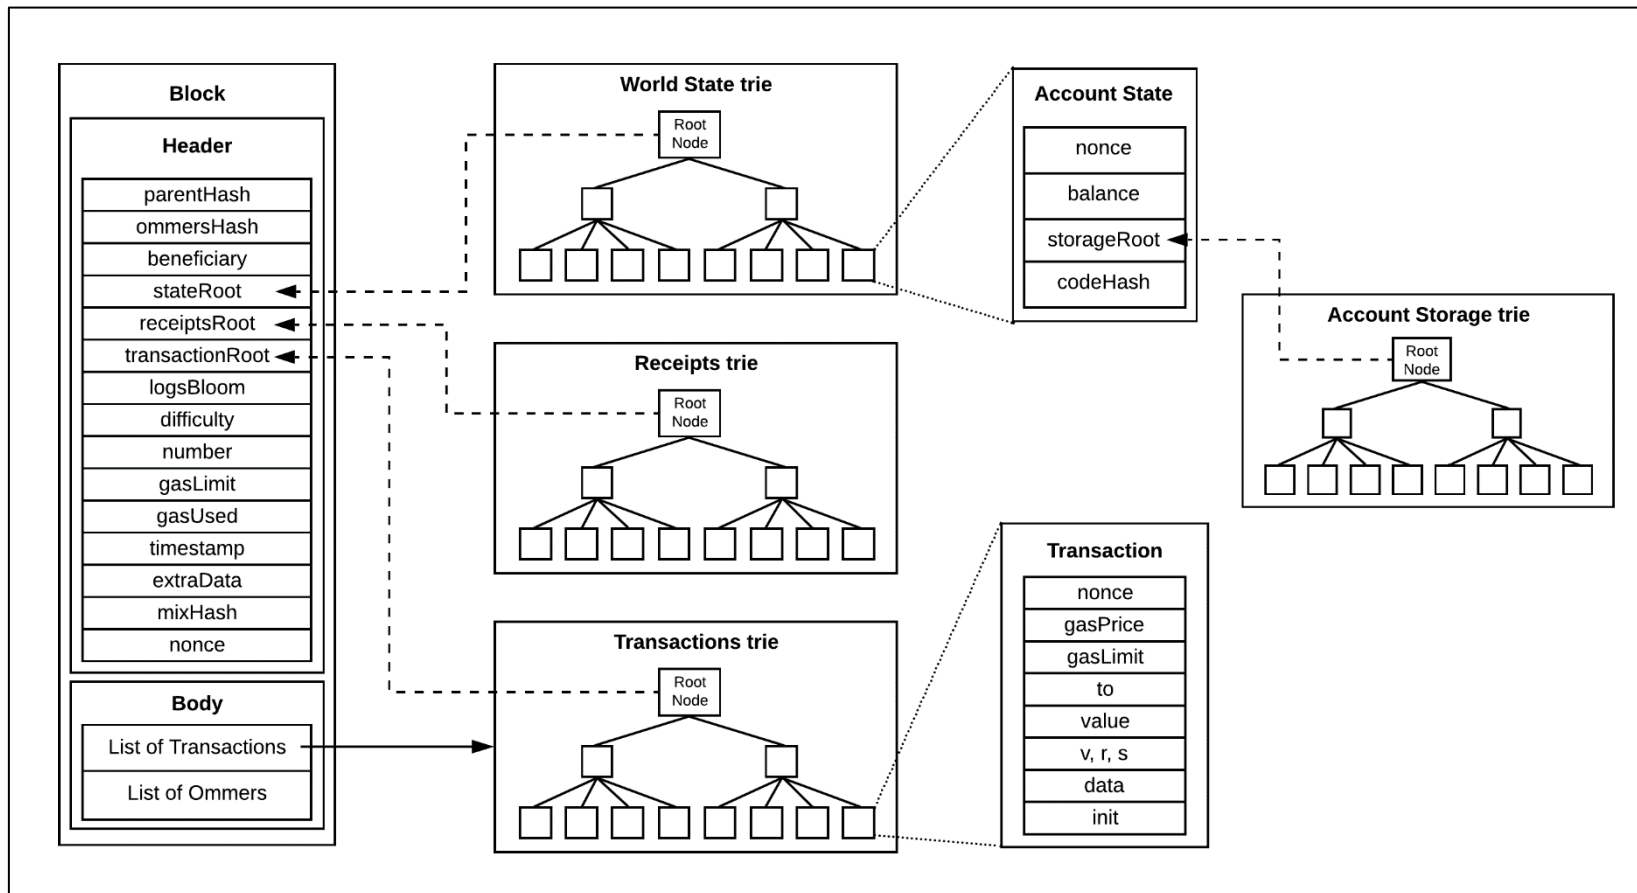 Block
Header
parentHash
ommersHash
beneficiary
stateRoot
receiptsRoot
transactionRoot
logsBloom
difficulty
number
gasLimit
gasUsed
timestamp
extraData
mixHash
nonce
Body
List of Transactions
List of Ommers
World State trie
Root
Node
Receipts trie
Root
Node
Transactions trie
Root
Node
Account State
nonce
balance
storageRoot
codeHash
Account Storage trie
Root
Node
Transaction
nonce
gasPrice
gasLimit
to
value
v, r, s
data
init